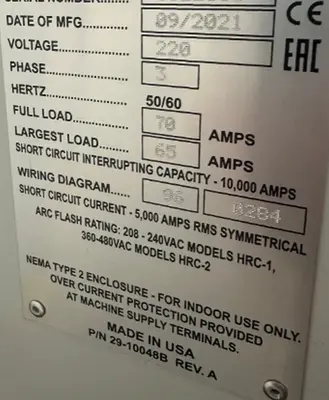 DATE OF MFG. 09/2021 CE
VOLTAGE 220 EAC
PHASE 3
HERTZ 50/60
FULL LOAD 70 AMPS
LARGEST LOAD 65 AMPS
SHORT CIRCUIT INTERRUPTING CAPACITY - 10,000 AMPS
WIRING DIAGRAM 96 0284
SHORT CIRCUIT CURRENT - 5,000 AMPS RMS SYMMETRICAL
ARC FLASH RATING: 208 - 240VAC MODELS HRC-1,
360-480VAC MODELS HRC-2
NEMA TYPE 2 ENCLOSURE - FOR INDOOR USE ONLY.
OVER CURRENT PROTECTION PROVIDED
AT MACHINE SUPPLY TERMINALS.
MADE IN USA
P/N 29-10048B REV. A